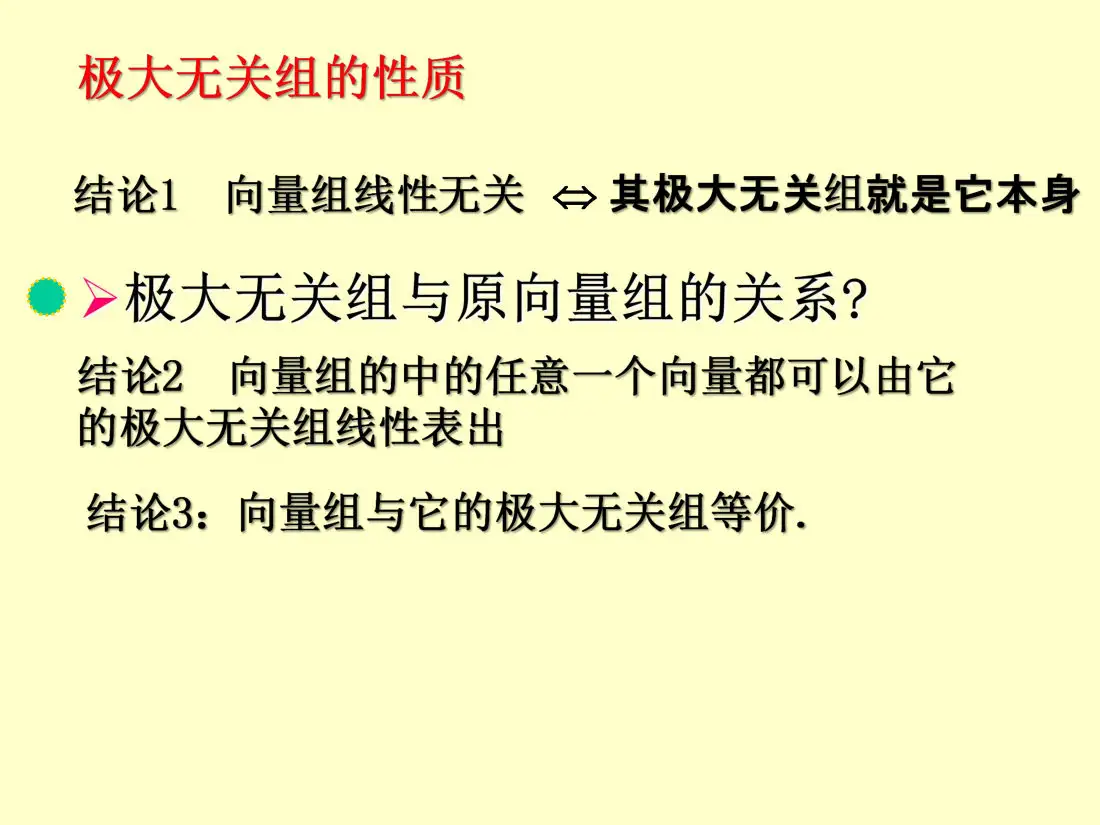 极大无关组的性质
结论1 向量组线性无关 ⇔ 其极大无关组就是它本身
➢极大无关组与原向量组的关系?
结论2 向量组的中的任意一个向量都可以由它
的极大无关组线性表出
结论3：向量组与它的极大无关组等价.